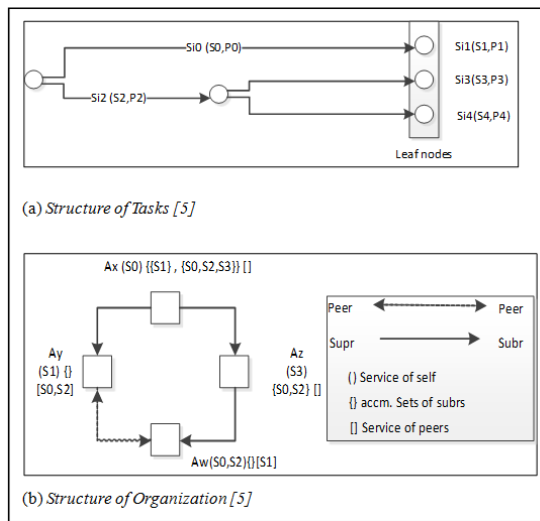 Si0 (S0,P0)
Si1(S1,P1)
Si2 (S2,P2)
Si3(S3,P3)
Si4(S4,P4)
Leaf nodes
(a) Structure of Tasks [5]
Ax (S0) {{S1} , {S0,S2,S3}} []
Ay
(S1) {}
[S0,S2]
Az
(S3)
{S0,S2} []
Aw(S0,S2){}[S1]
Peer Peer
Supr Subr
() Service of self
{} accm. Sets of subrs
[] Service of peers
(b) Structure of Organization [5]